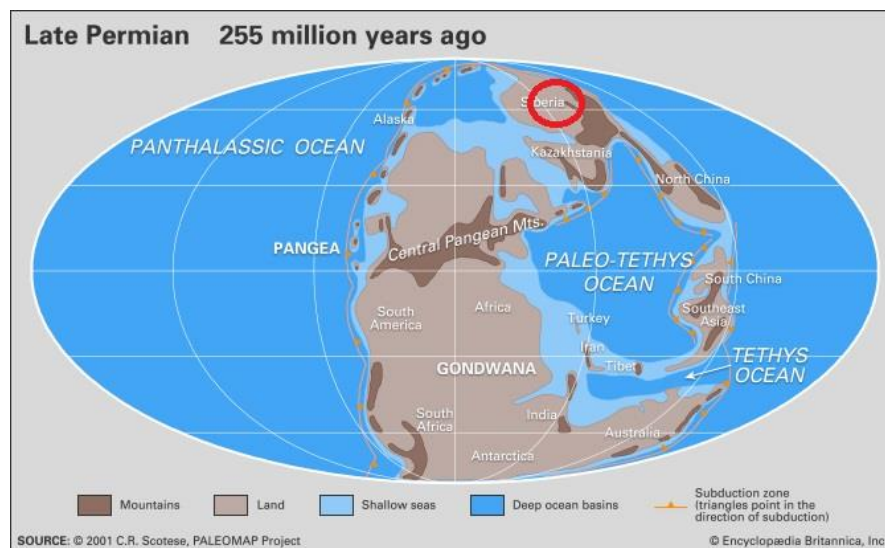 Late Permian 255 million years ago
Siberia
Alaska
PANTHALASSIC OCEAN
Kazakhstania
North China
Central Pangean Mts.
PANGEA
PALEO-TETHYS
OCEAN
South China
South
America
Africa
Southeast
Asia
Turkey
Iran
Tibet
TETHYS
OCEAN
GONDWANA
India
South
Africa
Australia
Antarctica
Mountains
Land
Shallow seas
Deep ocean basins
Subduction zone
(triangles point in the
direction of subduction)
SOURCE: © 2001 C.R. Scotese, PALEOMAP Project
© Encyclopædia Britannica, Inc